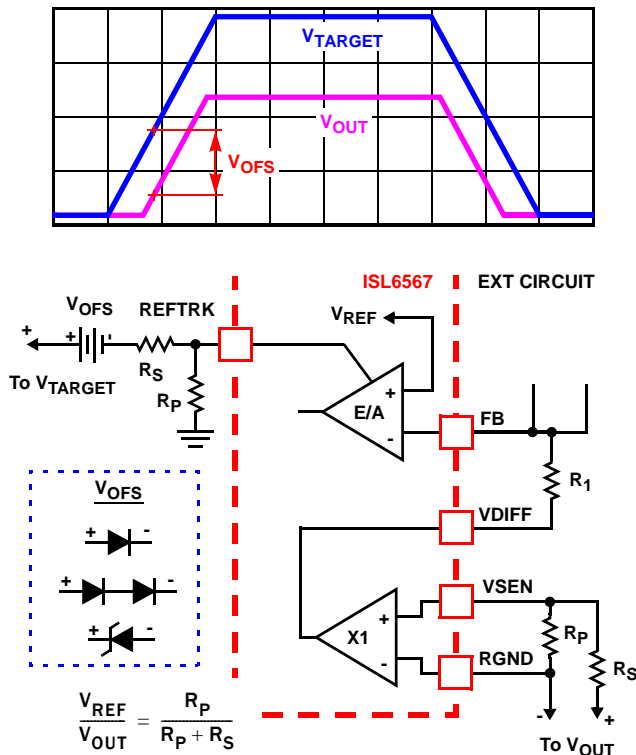 VTARGET
VOUT
VOFS
ISL6567 EXT CIRCUIT
VOFS REFTRK VREF
+ + -
RS
To VTARGET
RP
+
E/A
-
FB
R1
VOFS
+ -
+ -
+ -
VDIFF
VSEN
+
X1
-
RP
RS
RGND
- +
To VOUT
VREF / VOUT = RP / RP + RS